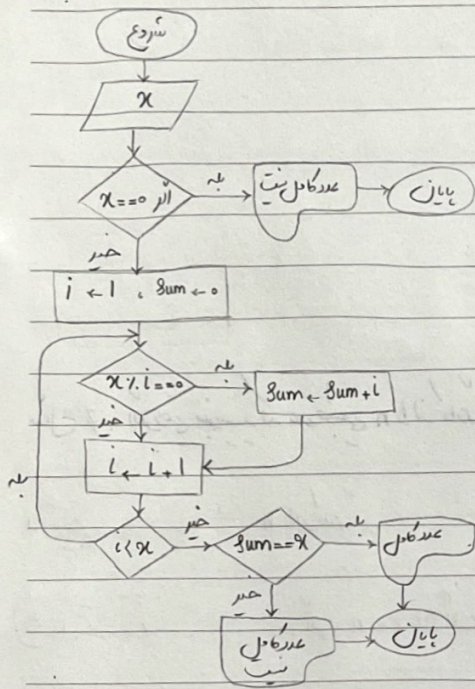 شروع
x
اگر x==0
بله
عدد کامل نیست
پایان
خیر
i ← 1 , Sum ← 0
x % i == 0
بله
Sum ← Sum + i
خیر
i ← i + 1
بله
i < x
خیر
Sum == x
بله
عدد کامل
خیر
عدد کامل
نیست
پایان